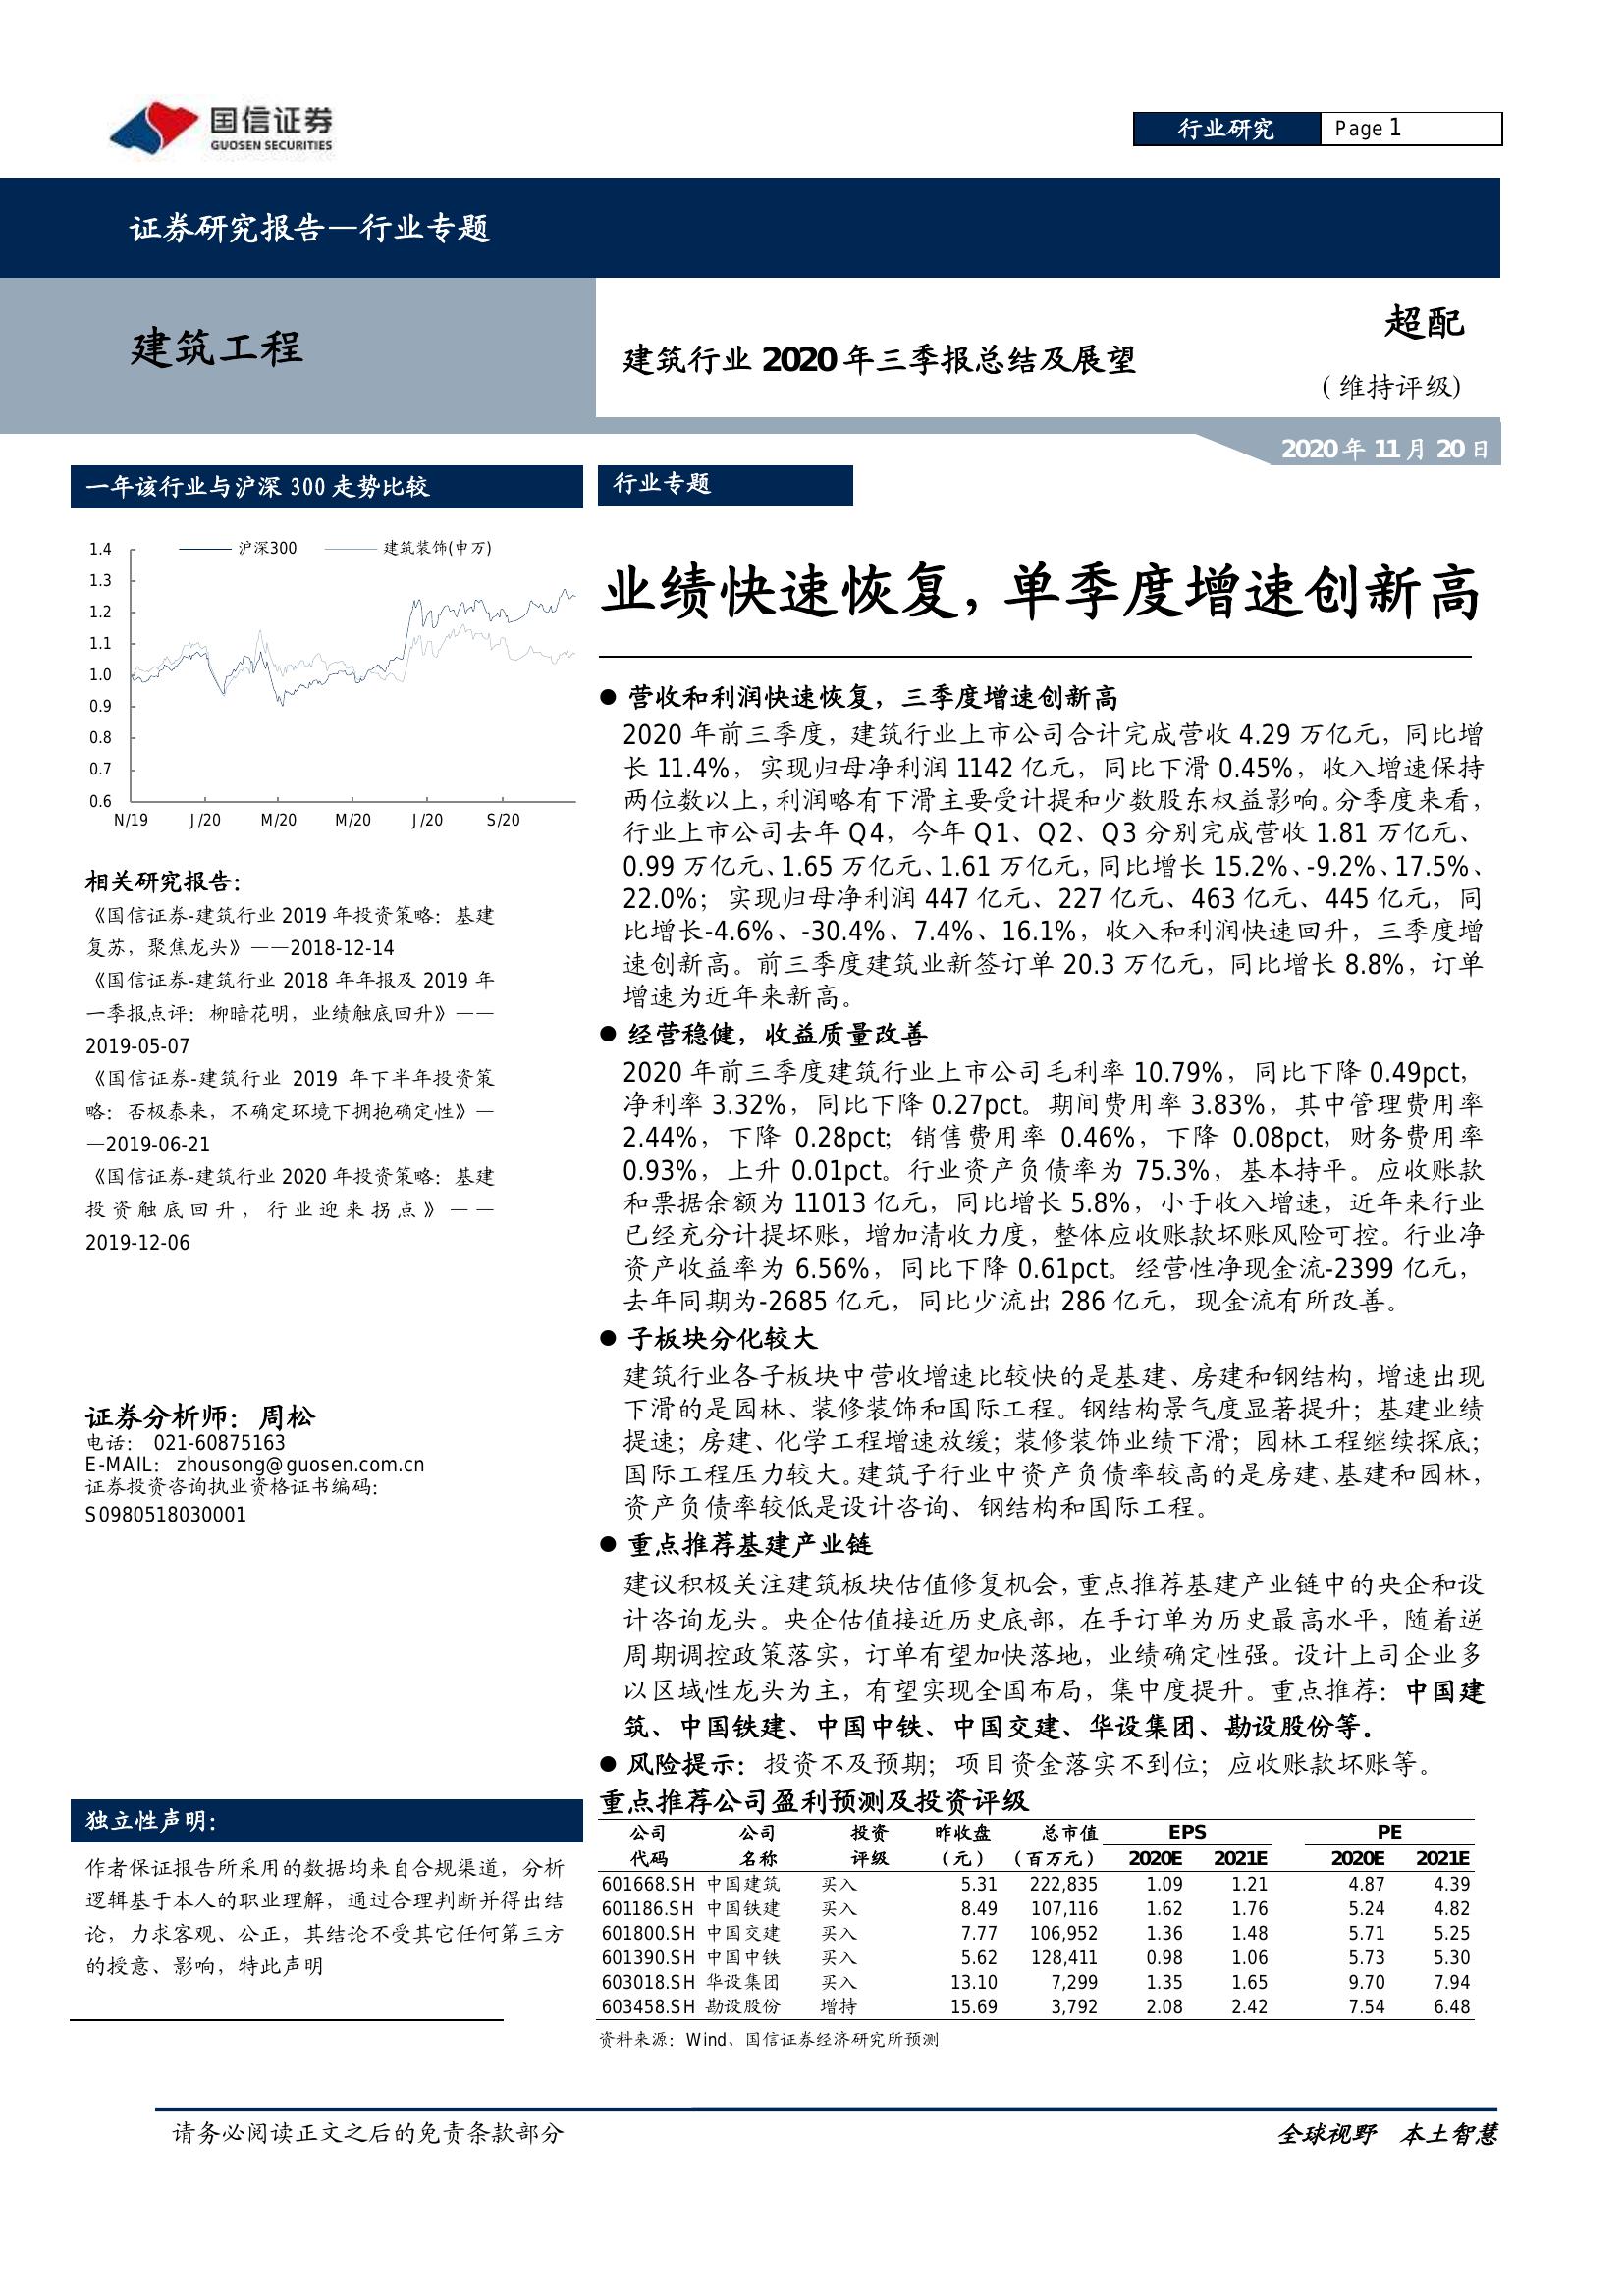 国信证券
GUOSEN SECURITIES
行业研究
Page 1
证券研究报告—行业专题
建筑工程
建筑行业 2020 年三季报总结及展望
超配
(维持评级)
2020 年 11 月 20 日
一年该行业与沪深 300 走势比较
沪深300
建筑装饰(申万)
1.4
1.3
1.2
1.1
1.0
0.9
0.8
0.7
0.6
N/19 J/20 M/20 M/20 J/20 S/20
相关研究报告:
《国信证券-建筑行业 2019 年投资策略：基建
复苏，聚焦龙头》——2018-12-14
《国信证券-建筑行业 2018 年年报及 2019 年
一季报点评：柳暗花明，业绩触底回升》——
2019-05-07
《国信证券-建筑行业 2019 年下半年投资策
略：否极泰来，不确定环境下拥抱确定性》—
—2019-06-21
《国信证券-建筑行业 2020 年投资策略：基建
投资触底回升，行业迎来拐点》——
2019-12-06
证券分析师：周松
电话： 021-60875163
E-MAIL： zhousong@guosen.com.cn
证券投资咨询执业资格证书编码：
S0980518030001
独立性声明:
作者保证报告所采用的数据均来自合规渠道，分析
逻辑基于本人的职业理解，通过合理判断并得出结
论，力求客观、公正，其结论不受其它任何第三方
的授意、影响，特此声明
行业专题
业绩快速恢复，单季度增速创新高
● 营收和利润快速恢复，三季度增速创新高
2020 年前三季度，建筑行业上市公司合计完成营收 4.29 万亿元，同比增
长 11.4%，实现归母净利润 1142 亿元，同比下滑 0.45%，收入增速保持
两位数以上，利润略有下滑主要受计提和少数股东权益影响。分季度来看，
行业上市公司去年 Q4，今年 Q1、Q2、Q3 分别完成营收 1.81 万亿元、
0.99 万亿元、1.65 万亿元、1.61 万亿元，同比增长 15.2%、-9.2%、17.5%、
22.0%；实现归母净利润 447 亿元、227 亿元、463 亿元、445 亿元，同
比增长-4.6%、-30.4%、7.4%、16.1%，收入和利润快速回升，三季度增
速创新高。前三季度建筑业新签订单 20.3 万亿元，同比增长 8.8%，订单
增速为近年来新高。
● 经营稳健，收益质量改善
2020 年前三季度建筑行业上市公司毛利率 10.79%，同比下降 0.49pct，
净利率 3.32%，同比下降 0.27pct。期间费用率 3.83%，其中管理费用率
2.44%，下降 0.28pct；销售费用率 0.46%，下降 0.08pct，财务费用率
0.93%，上升 0.01pct。行业资产负债率为 75.3%，基本持平。应收账款
和票据余额为 11013 亿元，同比增长 5.8%，小于收入增速，近年来行业
已经充分计提坏账，增加清收力度，整体应收账款坏账风险可控。行业净
资产收益率为 6.56%，同比下降 0.61pct。经营性净现金流-2399 亿元，
去年同期为-2685 亿元，同比少流出 286 亿元，现金流有所改善。
● 子板块分化较大
建筑行业各子板块中营收增速比较快的是基建、房建和钢结构，增速出现
下滑的是园林、装修装饰和国际工程。钢结构景气度显著提升；基建业绩
提速；房建、化学工程增速放缓；装修装饰业绩下滑；园林工程继续探底；
国际工程压力较大。建筑子行业中资产负债率较高的是房建、基建和园林，
资产负债率较低是设计咨询、钢结构和国际工程。
● 重点推荐基建产业链
建议积极关注建筑板块估值修复机会，重点推荐基建产业链中的央企和设
计咨询龙头。央企估值接近历史底部，在手订单为历史最高水平，随着逆
周期调控政策落实，订单有望加快落地，业绩确定性强。设计上司企业多
以区域性龙头为主，有望实现全国布局，集中度提升。重点推荐：中国建
筑、中国铁建、中国中铁、中国交建、华设集团、勘设股份等。
● 风险提示：投资不及预期；项目资金落实不到位；应收账款坏账等。
重点推荐公司盈利预测及投资评级
公司 公司 投资 昨收盘 总市值 EPS PE
代码 名称 评级 （元） （百万元） 2020E 2021E 2020E 2021E
601668.SH 中国建筑 买入 5.31 222,835 1.09 1.21 4.87 4.39
601186.SH 中国铁建 买入 8.49 107,116 1.62 1.76 5.24 4.82
601800.SH 中国交建 买入 7.77 106,952 1.36 1.48 5.71 5.25
601390.SH 中国中铁 买入 5.62 128,411 0.98 1.06 5.73 5.30
603018.SH 华设集团 买入 13.10 7,299 1.35 1.65 9.70 7.94
603458.SH 勘设股份 增持 15.69 3,792 2.08 2.42 7.54 6.48
资料来源：Wind、国信证券经济研究所预测
请务必阅读正文之后的免责条款部分
全球视野 本土智慧